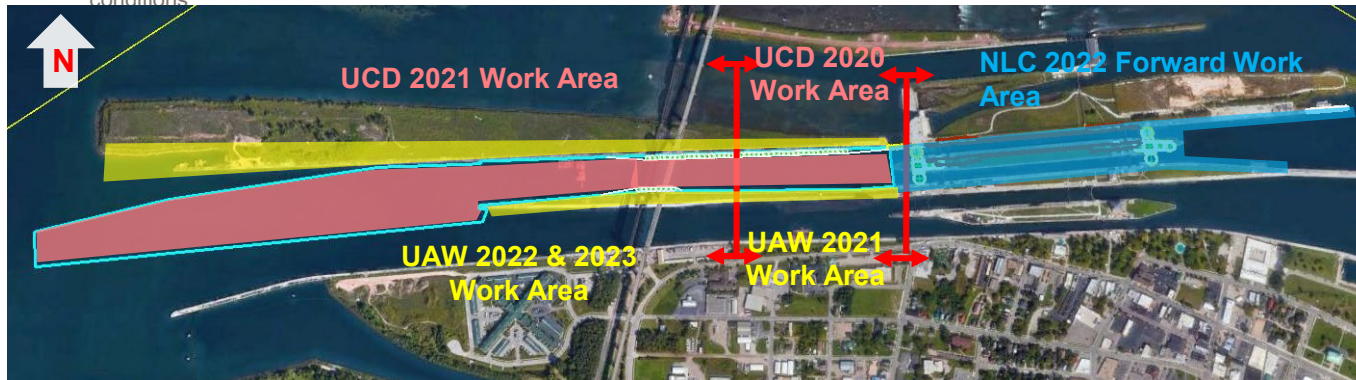 conditions
N
UCD 2021 Work Area
UCD 2020
Work Area
NLC 2022 Forward Work
Area
UAW 2022 & 2023
Work Area
UAW 2021
Work Area